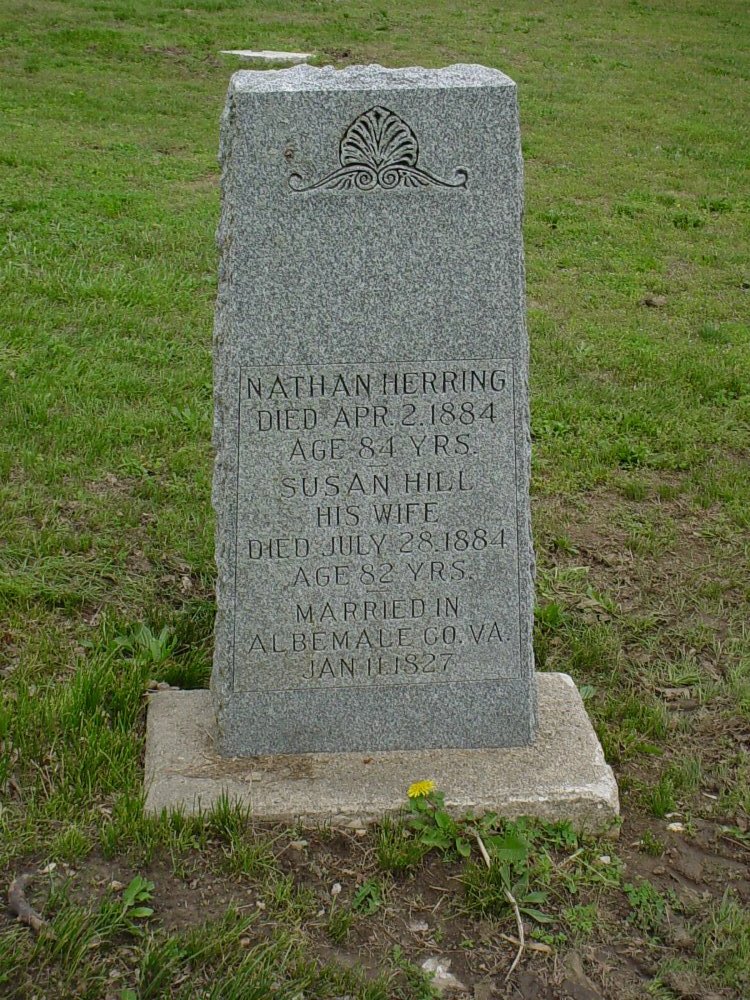 NATHAN HERRING
DIED APR. 2. 1884
AGE 84 YRS.
SUSAN HILL
HIS WIFE
DIED JULY 28. 1884
AGE 82 YRS.
MARRIED IN
ALBEMALE CO. VA.
JAN 11. 1827